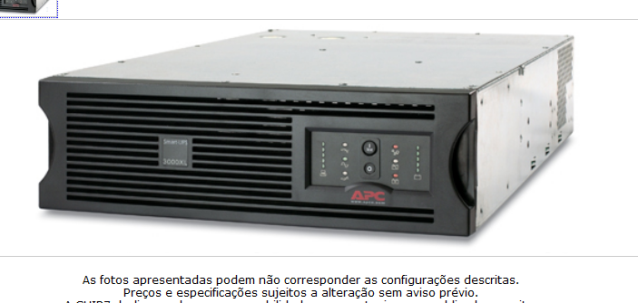 Smart-UPS
3000XL
APC
As fotos apresentadas podem não corresponder as configurações descritas.
Preços e especificações sujeitos a alteração sem aviso prévio.